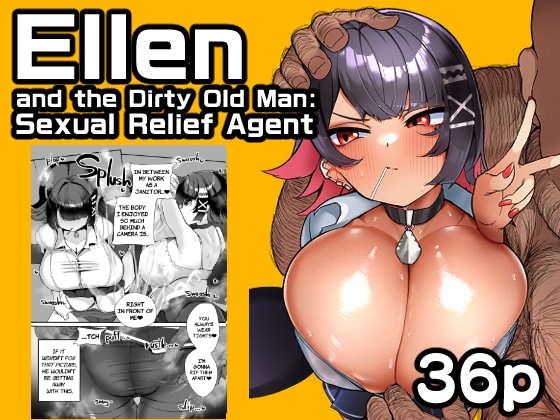 Ellen
and the Dirty Old Man:
Sexual Relief Agent
Splush
IN BETWEEN
MY WORK
AS A
JANITOR..♥
THE BODY
I ENJOYED
SO MUCH
BEHIND A
CAMERA IS..
RIGHT
IN FRONT
OF ME♥
...TCH
YOU
ALWAYS
WEAR
TIGHTS♥
IF IT
WEREN'T FOR
THAT PICTURE,
HE WOULDN'T
BE GETTING
AWAY WITH
THIS.
I'M
GONNA
RIP THEM
APART♥
36p